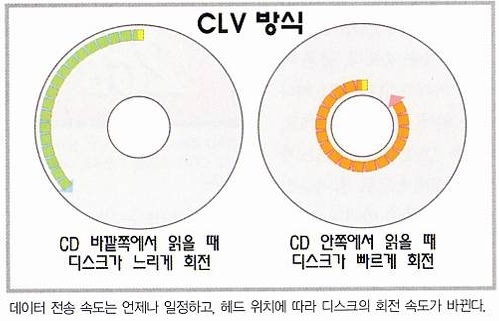 CLV 방식
CD 바깥쪽에서 읽을 때
디스크가 느리게 회전
CD 안쪽에서 읽을 때
디스크가 빠르게 회전
데이터 전송 속도는 언제나 일정하고, 헤드 위치에 따라 디스크의 회전 속도가 바뀐다.